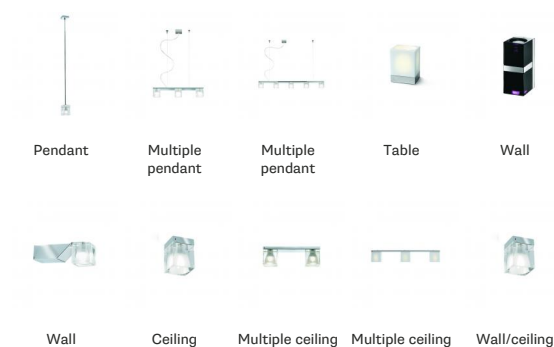 Pendant
Multiple
pendant
Multiple
pendant
Table
Wall
Wall
Ceiling
Multiple ceiling
Multiple ceiling
Wall/ceiling